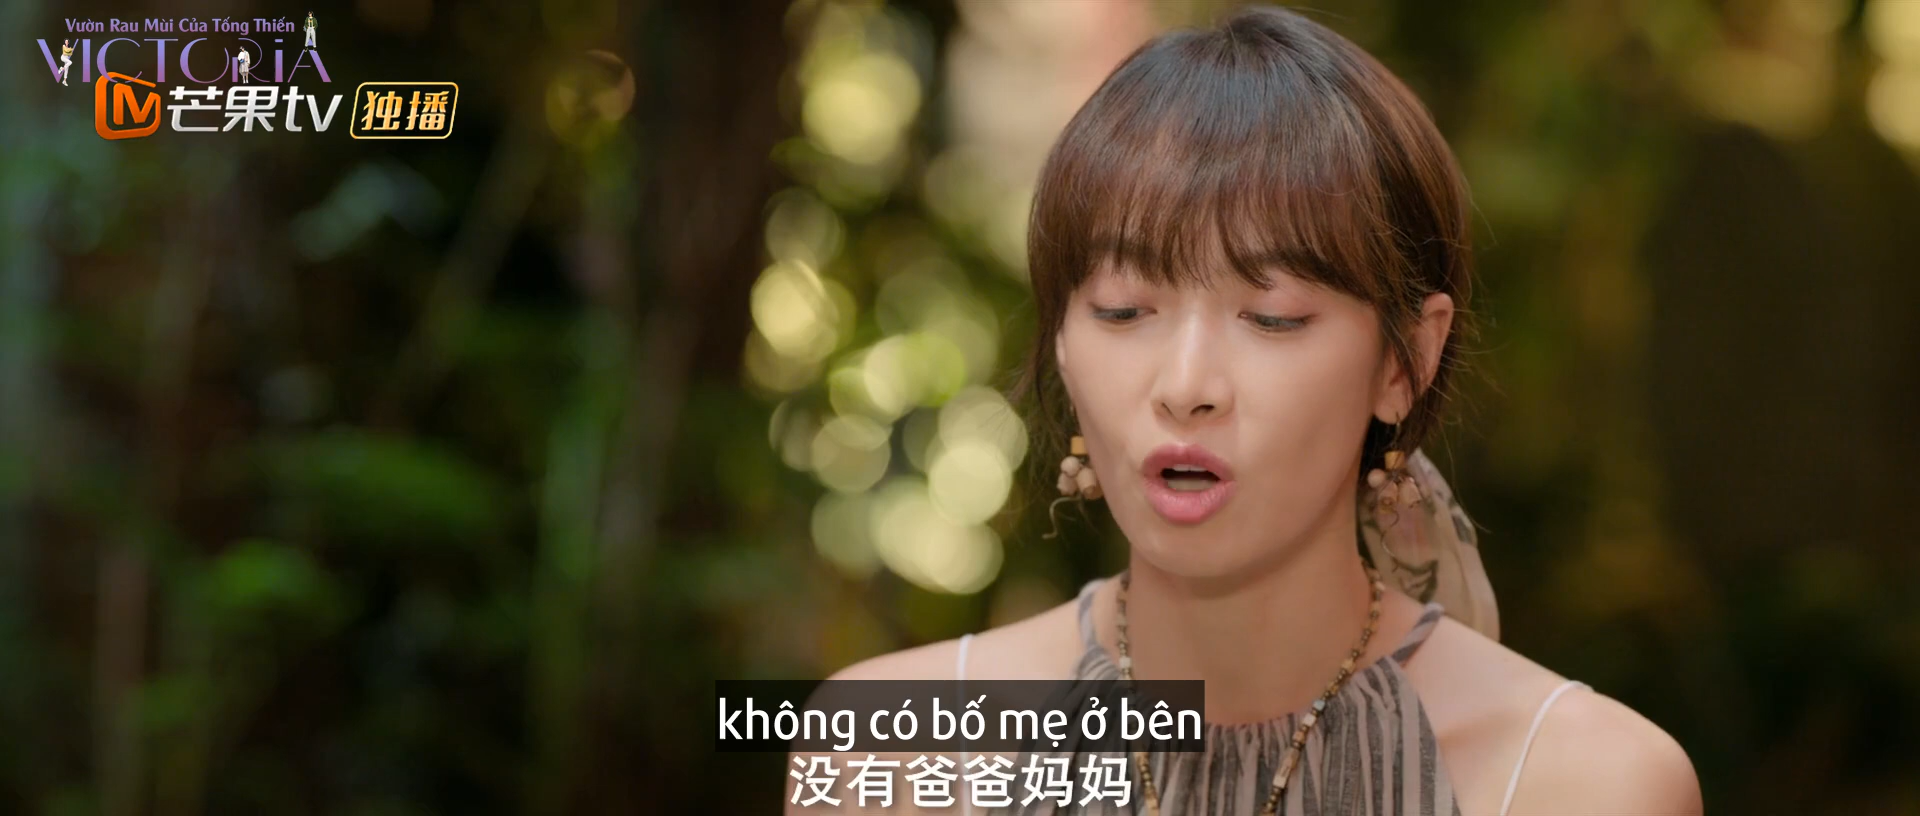 Vườn Rau Mùi Của Tống Thiến
VICTORIA
芒果tv 独播
không có bố mẹ ở bên
没有爸爸妈妈